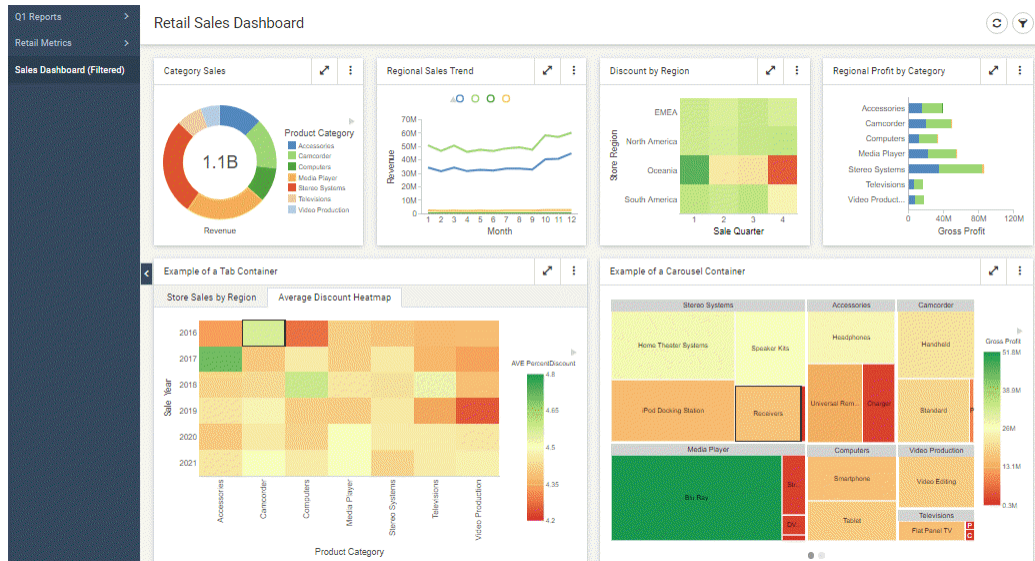 Q1 Reports
Retail Metrics
Sales Dashboard (Filtered)
Retail Sales Dashboard
Category Sales
1.1B
Product Category
Accessories
Camcorder
Computers
Media Player
Stereo Systems
Televisions
Video Production
Revenue
Regional Sales Trend
70M
60M
50M
40M
30M
20M
10M
0
Revenue
1 2 3 4 5 6 7 8 9 10 11 12
Month
Discount by Region
Store Region
EMEA
North America
Oceania
South America
1 2 3 4
Sale Quarter
Regional Profit by Category
Accessories
Camcorder
Computers
Media Player
Stereo Systems
Televisions
Video Product...
0 40M 80M 120M
Gross Profit
Example of a Tab Container
Store Sales by Region
Average Discount Heatmap
Sale Year
2016
2017
2018
2019
2020
2021
Accessories
Camcorder
Computers
Media Player
Stereo Systems
Televisions
Video Production
Product Category
AVE PercentDiscount
4.8
4.65
4.5
4.35
4.2
Example of a Carousel Container
Stereo Systems
Home Theater Systems
Speaker Kits
iPod Docking Station
Receivers
Accessories
Headphones
Universal Rem...
Charger
Camcorder
Handheld
Standard
P
Media Player
Blu Ray
Str...
DV...
Computers
Smartphone
Tablet
Video Production
Video Editing
Televisions
Flat Panel TV
P
C
Gross Profit
51.8M
38.9M
26M
13.1M
0.3M